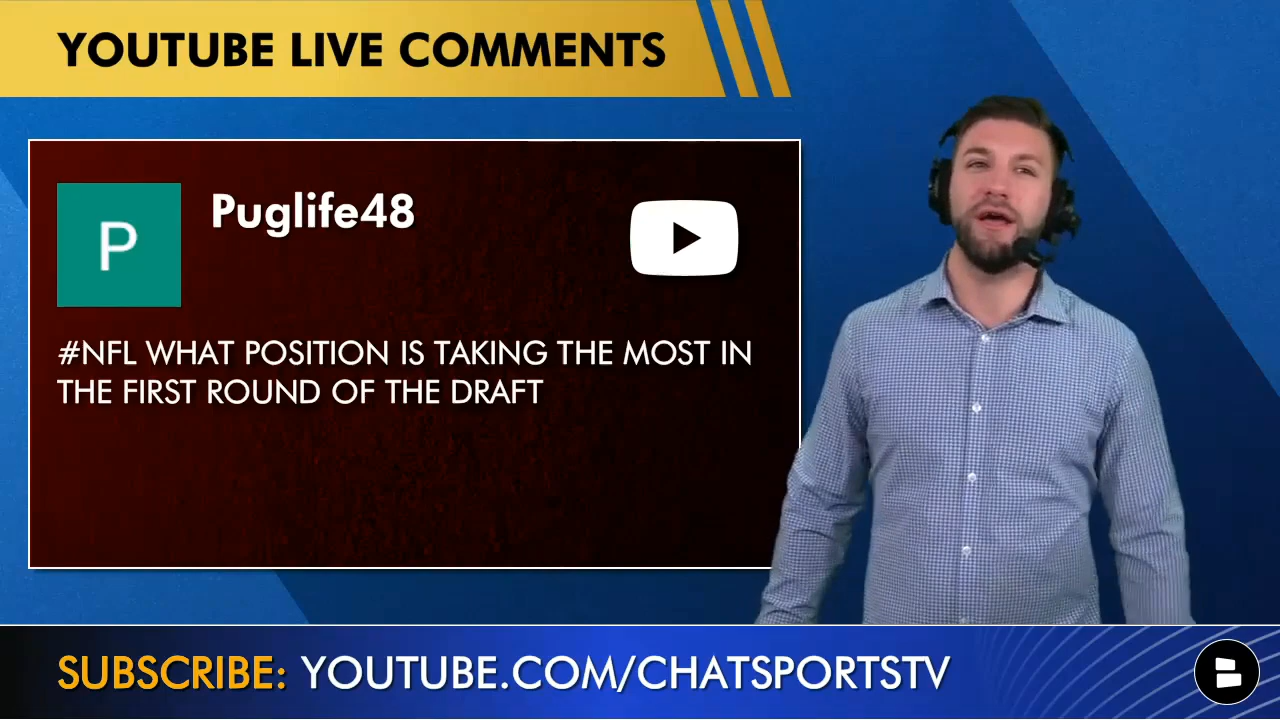 YOUTUBE LIVE COMMENTS
P
Puglife48
#NFL WHAT POSITION IS TAKING THE MOST IN
THE FIRST ROUND OF THE DRAFT
SUBSCRIBE: YOUTUBE.COM/CHATSPORTSTV